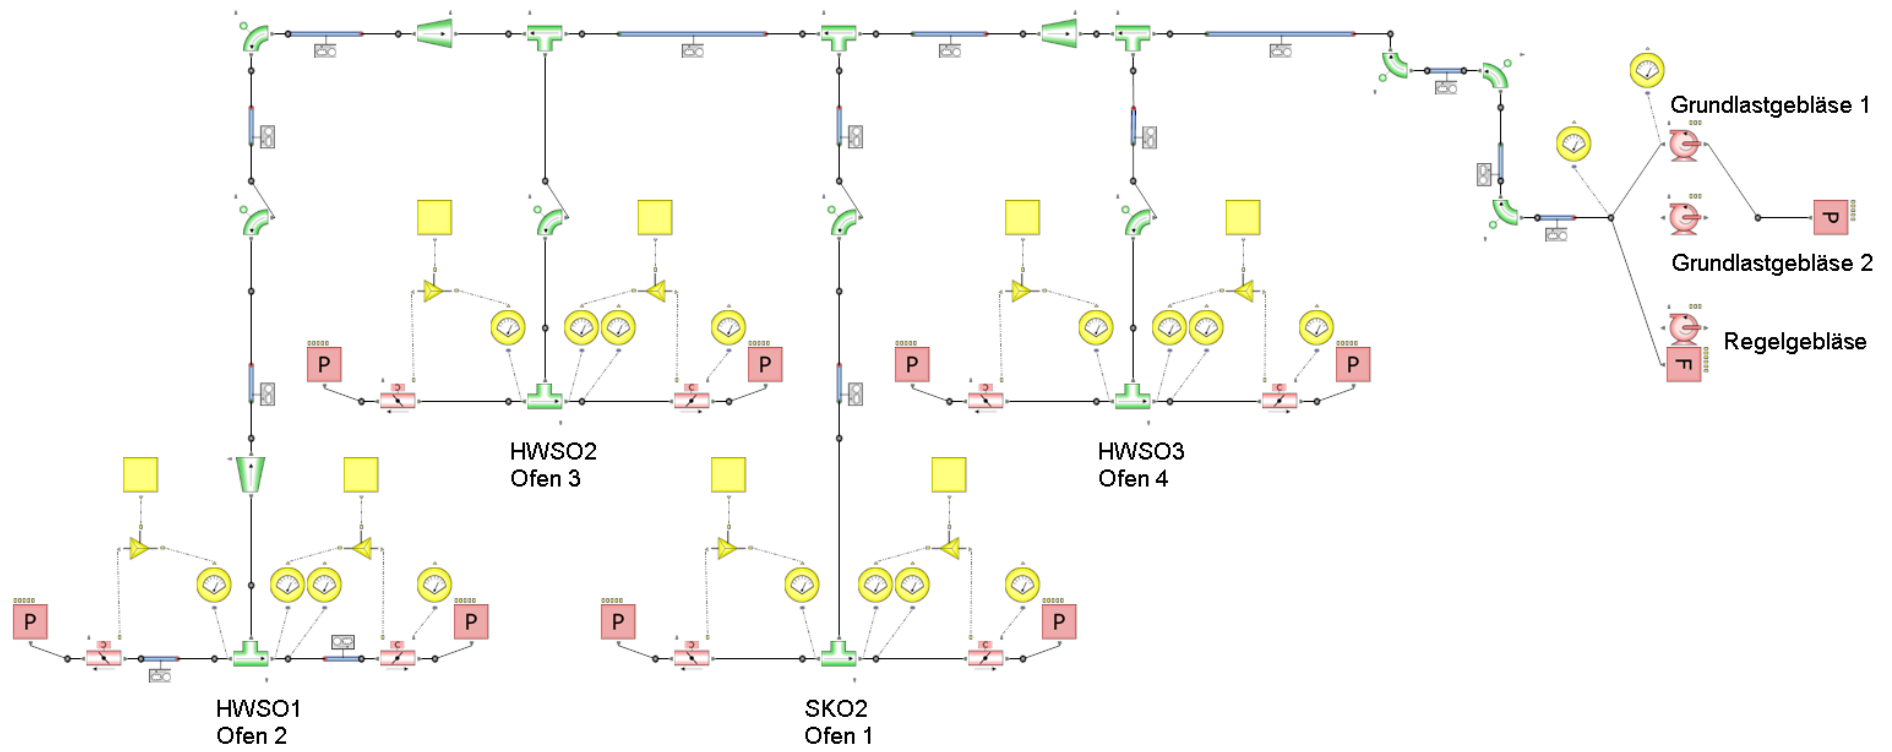 Grundlastgebläse 1
P
Grundlastgebläse 2
Regelgebläse
F
P
C
C
P
HWSO2
Ofen 3
P
C
C
P
HWSO3
Ofen 4
P
C
C
P
HWSO1
Ofen 2
P
C
C
P
SKO2
Ofen 1